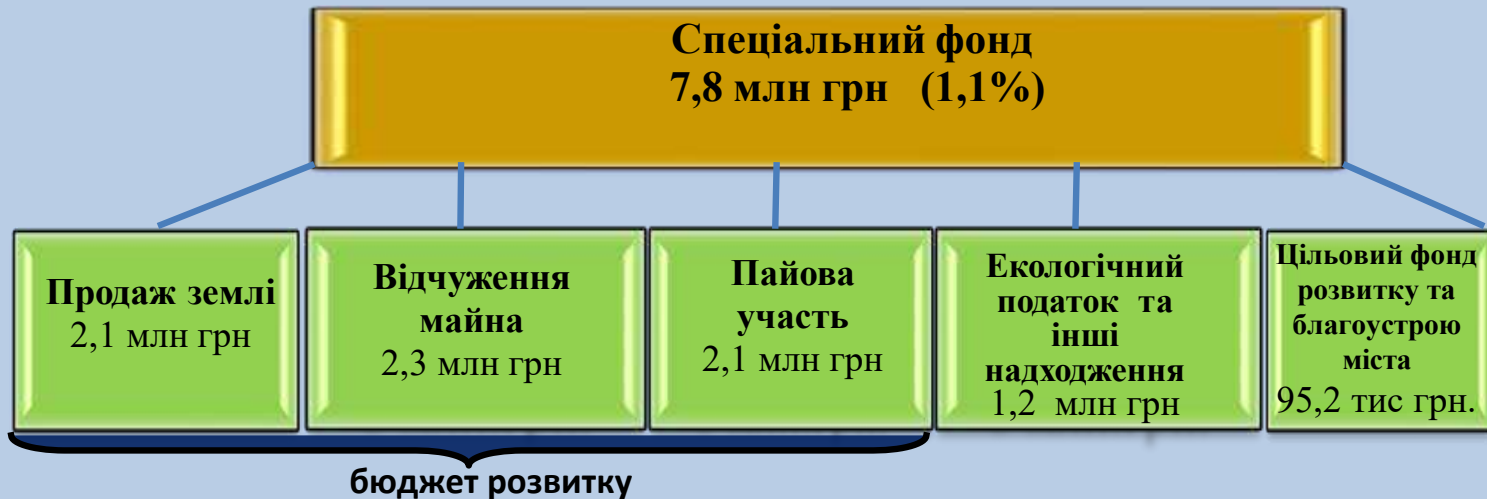 Спеціальний фонд
7,8 млн грн (1,1%)
Продаж землі
2,1 млн грн
Відчуження
майна
2,3 млн грн
Пайова
участь
2,1 млн грн
Екологічний
податок та
інші
надходження
1,2 млн грн
Цільовий фонд
розвитку та
благоустрою
міста
95,2 тис грн.
бюджет розвитку